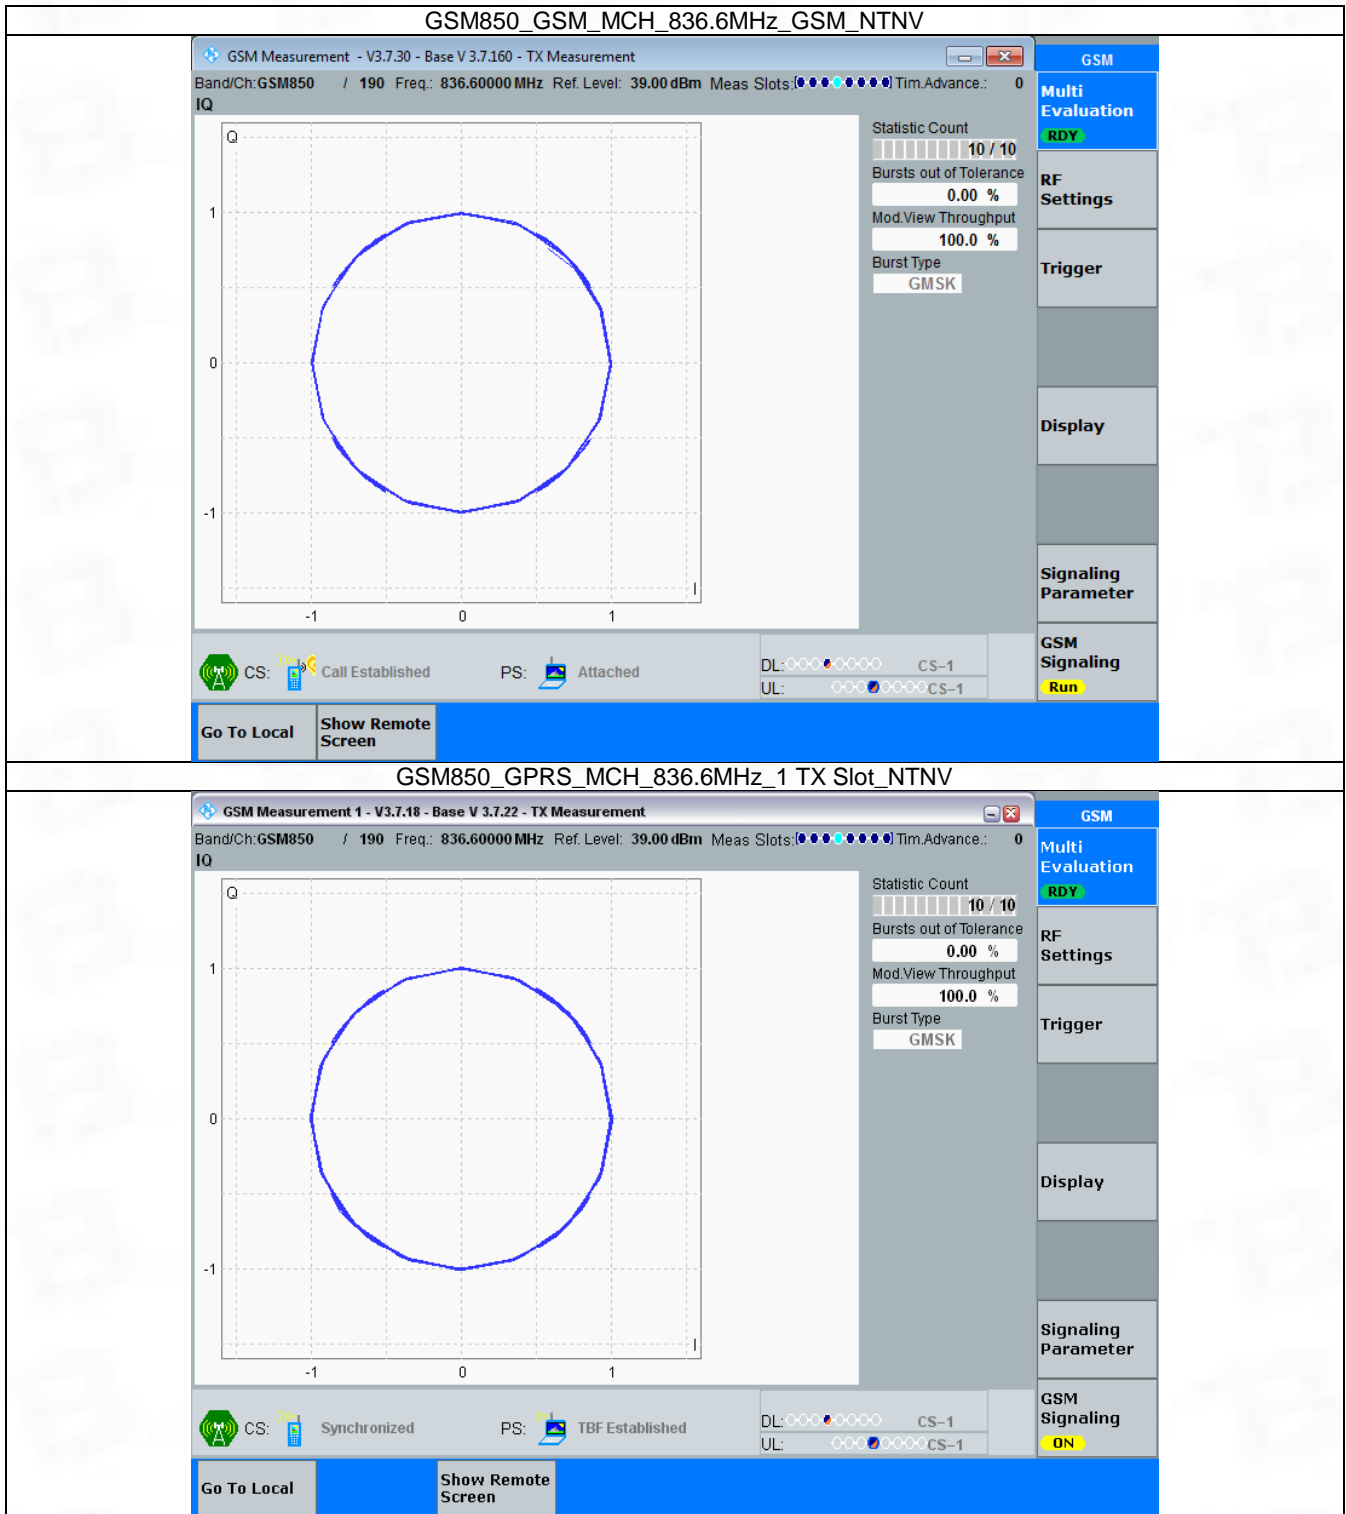 GSM850_GSM_MCH_836.6MHz_GSM_NTNV
GSM Measurement - V3.7.30 - Base V 3.7.160 - TX Measurement
GSM
Band/Ch:GSM850 / 190 Freq.: 836.60000 MHz Ref. Level: 39.00 dBm Meas Slots: Tim.Advance.: 0
IQ
Multi
Evaluation
RDY
Q
Statistic Count
10 / 10
Bursts out of Tolerance
0.00 %
Mod.View Throughput
100.0 %
Burst Type
GMSK
RF
Settings
Trigger
Display
Signaling
Parameter
GSM
Signaling
Run
1
0
-1
I
-1 0 1
CS: Call Established PS: Attached
DL: CS-1
UL: CS-1
Go To Local
Show Remote
Screen
GSM850_GPRS_MCH_836.6MHz_1 TX Slot_NTNV
GSM Measurement 1 - V3.7.18 - Base V 3.7.22 - TX Measurement
GSM
Band/Ch:GSM850 / 190 Freq.: 836.60000 MHz Ref. Level: 39.00 dBm Meas Slots: Tim.Advance.: 0
IQ
Multi
Evaluation
RDY
Q
Statistic Count
10 / 10
Bursts out of Tolerance
0.00 %
Mod.View Throughput
100.0 %
Burst Type
GMSK
RF
Settings
Trigger
Display
Signaling
Parameter
GSM
Signaling
ON
1
0
-1
I
-1 0 1
CS: Synchronized PS: TBF Established
DL: CS-1
UL: CS-1
Go To Local
Show Remote
Screen